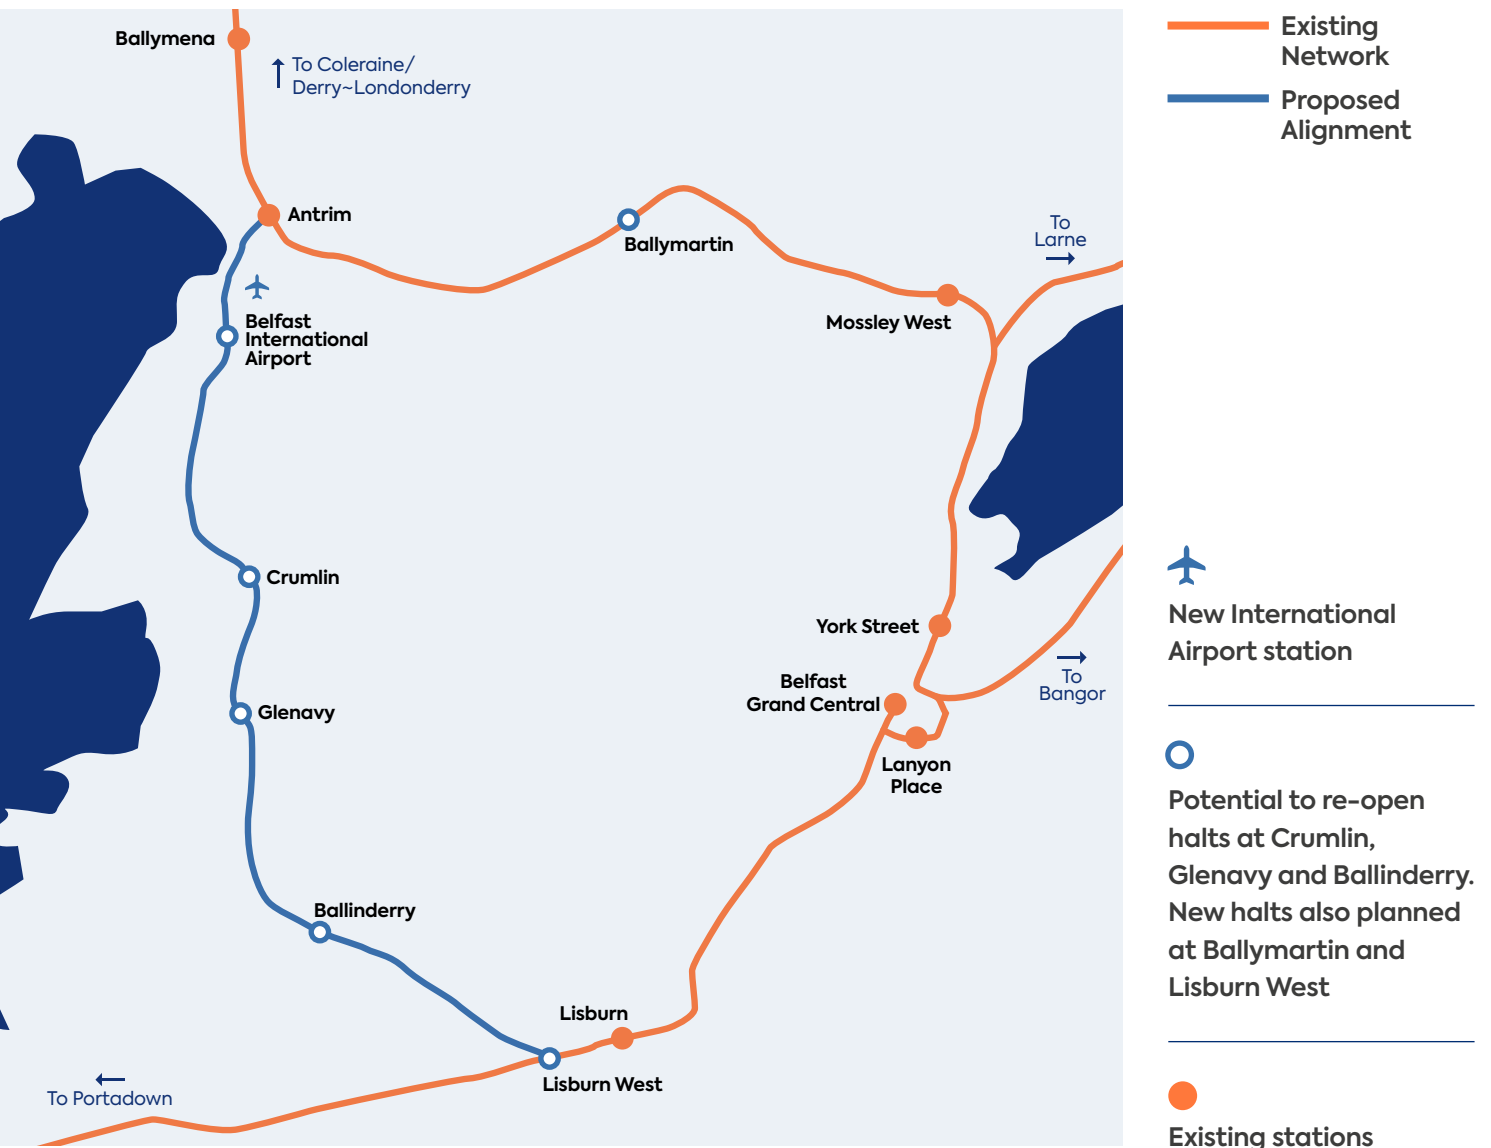 Ballymena
To Coleraine/
Derry~Londonderry
Antrim
Ballymartin
To
Larne
Belfast
International
Airport
Mossley West
Crumlin
York Street
Belfast
Grand Central
To
Bangor
Glenavy
Lanyon
Place
Ballinderry
Lisburn
Lisburn West
To Portadown
Existing
Network
Proposed
Alignment
New International
Airport station
Potential to re-open
halts at Crumlin,
Glenavy and Ballinderry.
New halts also planned
at Ballymartin and
Lisburn West
Existing stations